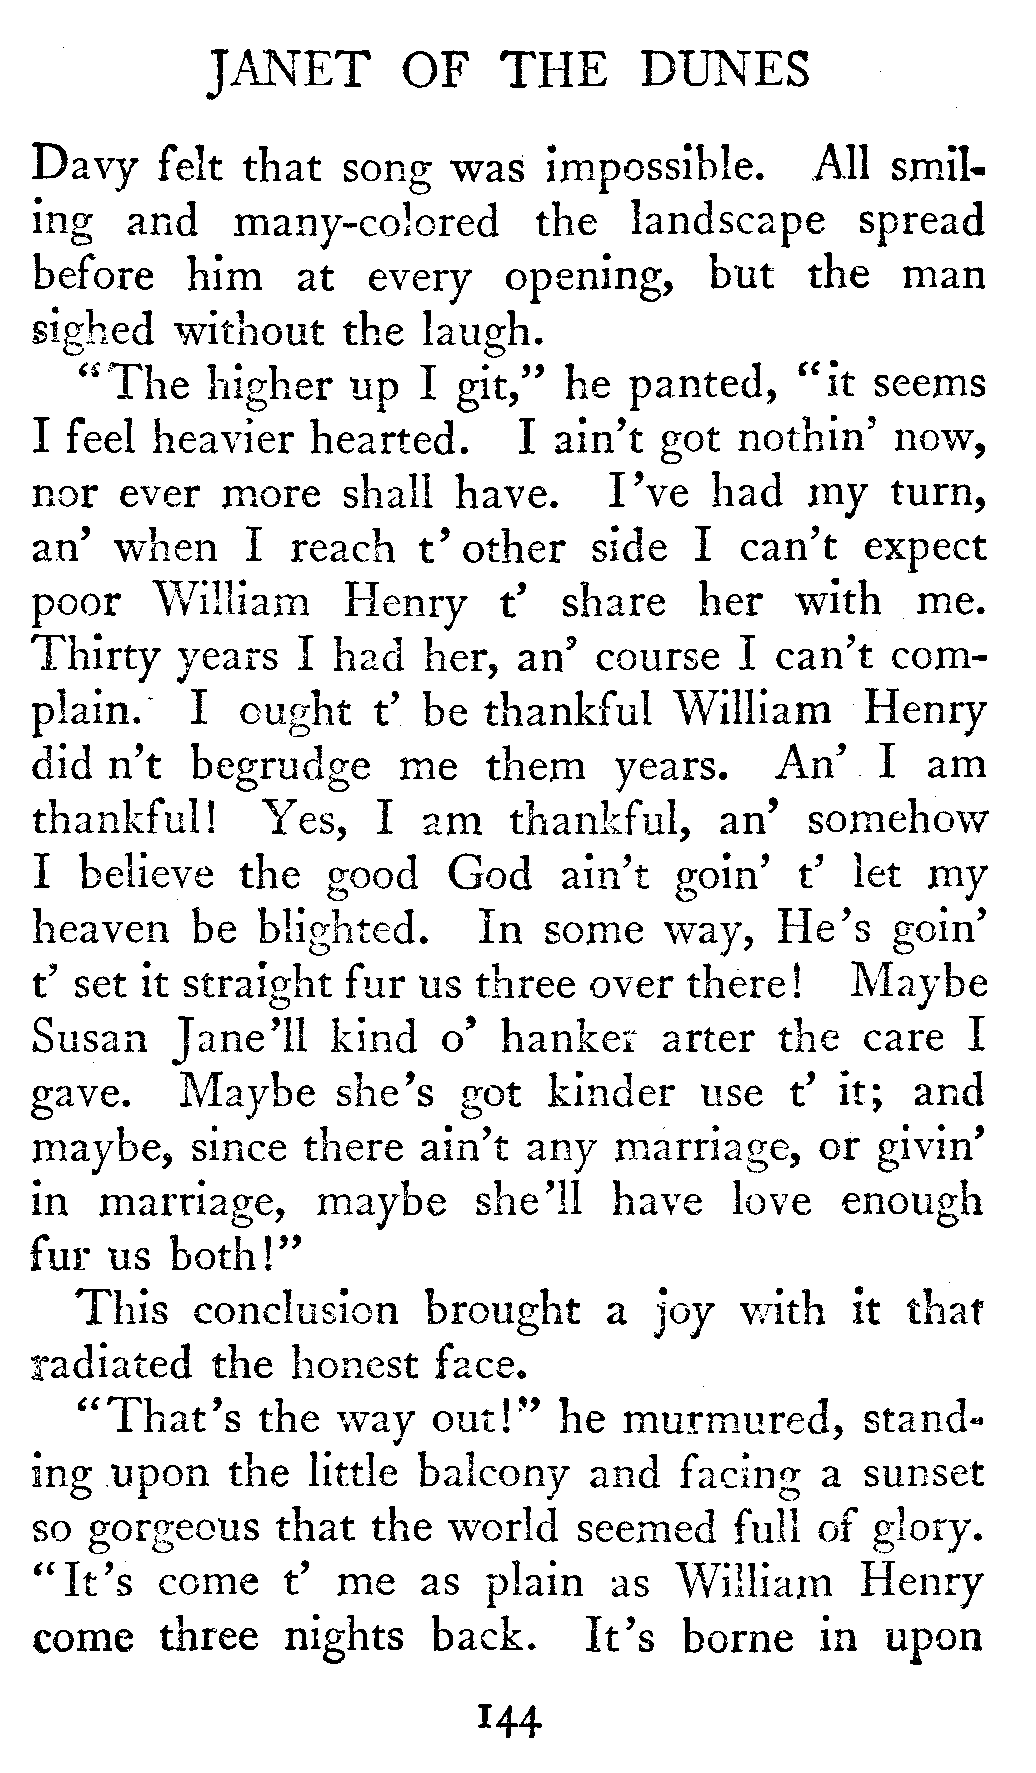 JANET OF THE DUNES
Davy felt that song was impossible. All smil-
ing and many-colored the landscape spread
before him at every opening, but the man
sighed without the laugh.
"The higher up I git," he panted, "it seems
I feel heavier hearted. I ain't got nothin' now,
nor ever more shall have. I've had my turn,
an' when I reach t' other side I can't expect
poor William Henry t' share her with me.
Thirty years I had her, an' course I can't com-
plain. I ought t' be thankful William Henry
did n't begrudge me them years. An' I am
thankful! Yes, I am thankful, an' somehow
I believe the good God ain't goin' t' let my
heaven be blighted. In some way, He's goin'
t' set it straight fur us three over there! Maybe
Susan Jane'll kind o' hanker arter the care I
gave. Maybe she's got kinder use t' it; and
maybe, since there ain't any marriage, or givin'
in marriage, maybe she'll have love enough
fur us both!"
This conclusion brought a joy with it that
radiated the honest face.
"That's the way out!" he murmured, stand-
ing upon the little balcony and facing a sunset
so gorgeous that the world seemed full of glory.
"It's come t' me as plain as William Henry
come three nights back. It's borne in upon
144